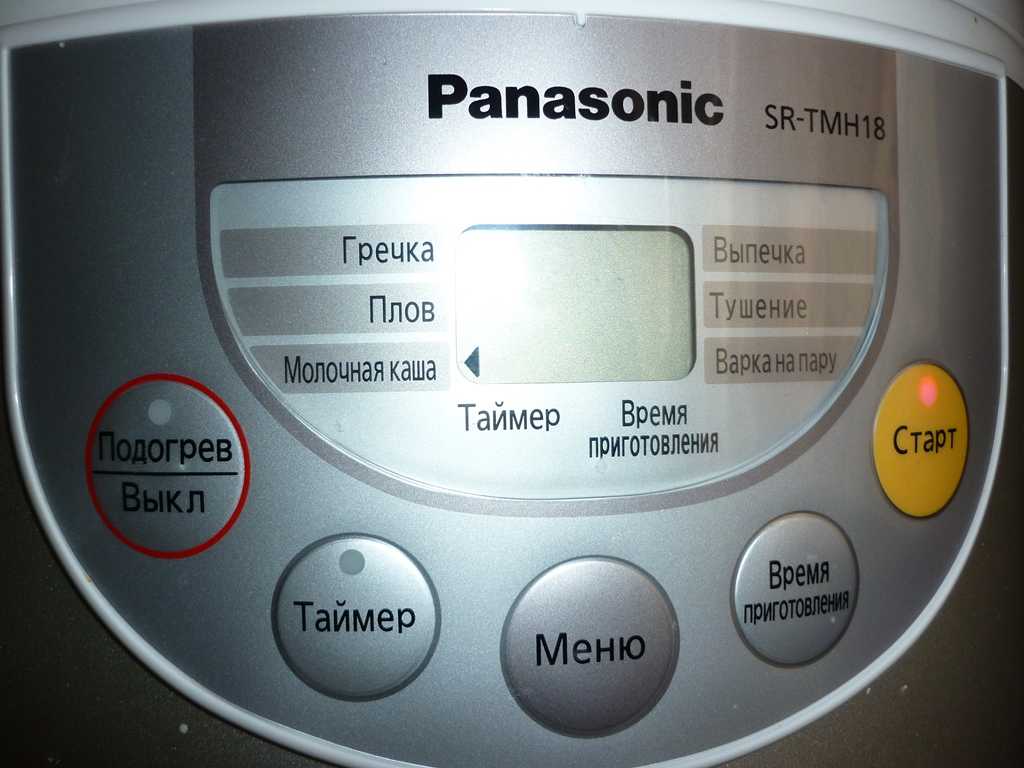 Panasonic
SR-TMH18
Гречка
Выпечка
Плов
Тушение
Молочная каша
Варка на пару
Таймер
Время
приготовления
Подогрев
Выкл
Таймер
Меню
Время
приготовления
Старт